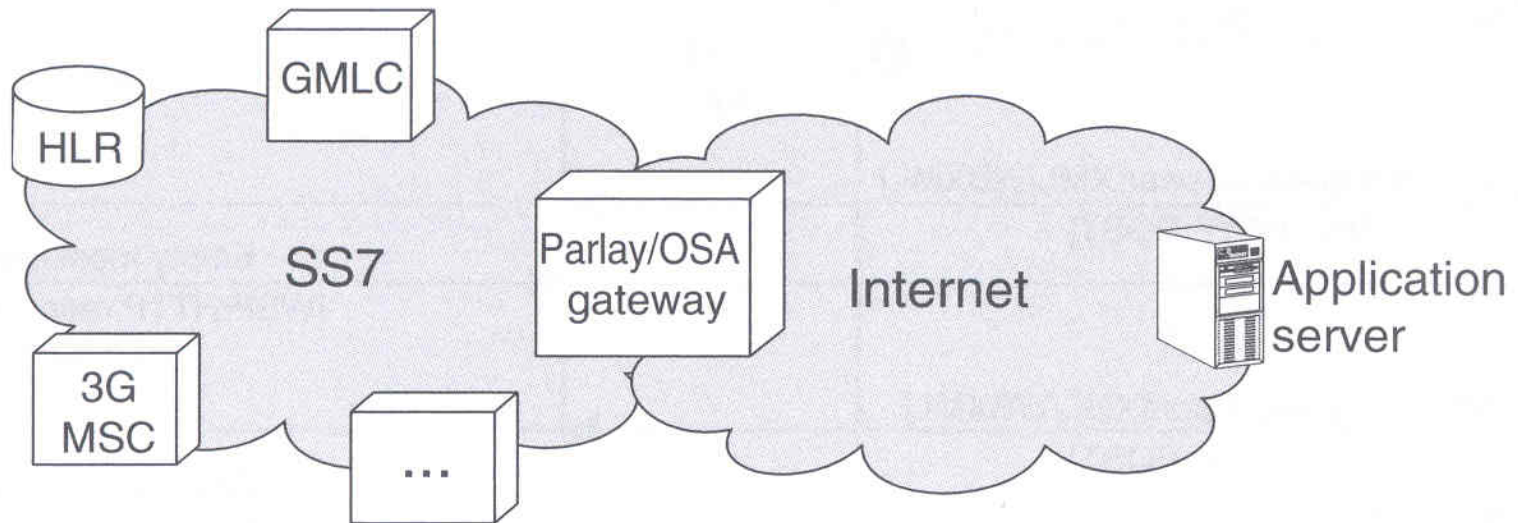 GMLC
HLR
SS7
Parlay/OSA
gateway
Internet
Application
server
3G
MSC
...